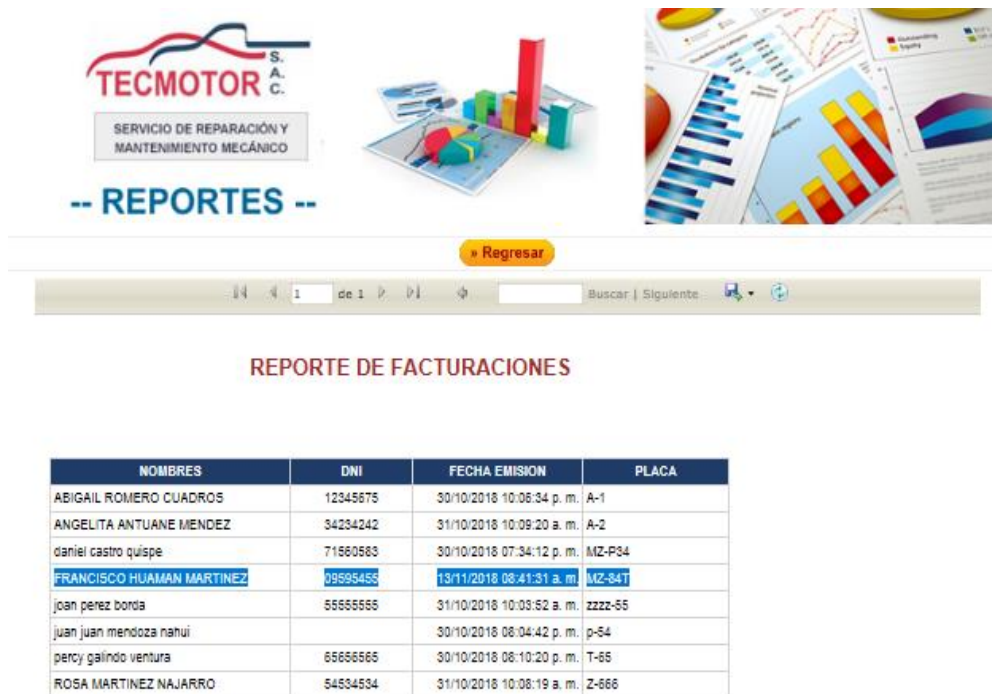 TECMOTOR S.A.C.
SERVICIO DE REPARACIÓN Y
MANTENIMIENTO MECÁNICO
-- REPORTES --
» Regresar
1 de 1 Buscar | Siguiente
REPORTE DE FACTURACIONES
NOMBRES DNI FECHA EMISION PLACA
ABIGAIL ROMERO CUADROS 12345675 30/10/2018 10:06:34 p. m. A-1
ANGELITA ANTUANE MENDEZ 34234242 31/10/2018 10:09:20 a. m. A-2
daniel castro quispe 71560583 30/10/2018 07:34:12 p. m. MZ-P34
FRANCISCO HUAMAN MARTINEZ 09595455 13/11/2018 08:41:31 a. m. MZ-84T
joan perez borda 55555555 31/10/2018 10:03:52 a. m. zzzz-55
juan juan mendoza nahui 30/10/2018 08:04:42 p. m. p-54
percy galindo ventura 65656565 30/10/2018 08:10:20 p. m. T-65
ROSA MARTINEZ NAJARRO 54534534 31/10/2018 10:08:19 a. m. Z-666